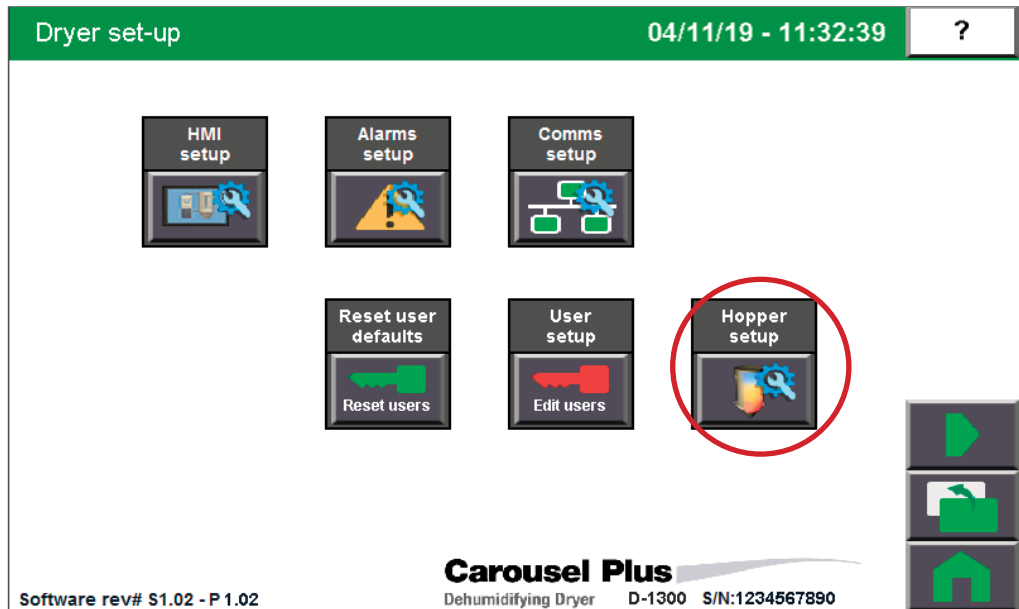 Dryer set-up
04/11/19 - 11:32:39
?
HMI
setup
Alarms
setup
Comms
setup
Reset user
defaults
Reset users
User
setup
Edit users
Hopper
setup
Carousel Plus
Dehumidifying Dryer D-1300 S/N:1234567890
Software rev# S1.02 - P 1.02